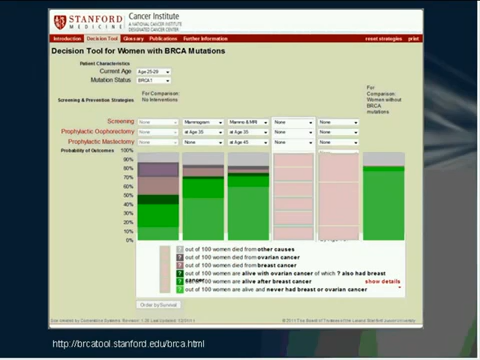 STANFORD
MEDICINE
Cancer Institute
A NATIONAL CANCER INSTITUTE
DESIGNATED CANCER CENTER
Introduction Decision Tool Glossary Publications Further Information reset strategies print
Decision Tool for Women with BRCA Mutations
Patient Characteristics
Current Age Age 25-29
Mutation Status BRCA1
Screening & Prevention Strategies
For Comparison:
No Interventions
For
Comparison:
Women without
BRCA
mutations
Screening None Mammogram Mammo & MRI None None
Prophylactic Oophorectomy None at Age 35 at Age 35 None None
Prophylactic Mastectomy None None at Age 45 None None
Probability of Outcomes
100%
90%
80%
70%
60%
50%
40%
30%
20%
10%
0%
? out of 100 women died from other causes
? out of 100 women died from ovarian cancer
? out of 100 women died from breast cancer
? out of 100 women are alive with ovarian cancer of which ? also had breast
cancer
? out of 100 women are alive after breast cancer show details
? out of 100 women are alive and never had breast or ovarian cancer
Order by Survival
http://brcatool.stanford.edu/brca.html